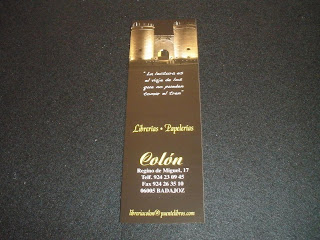 "La lectura es
el viaje de los
que no pueden
tomar el tren"
Librerías • Papelerías
Colón
Regino de Miguel, 17
Telf. 924 23 09 45
Fax 924 26 35 10
06005 BADAJOZ
libreriacolon@puentelibros.com